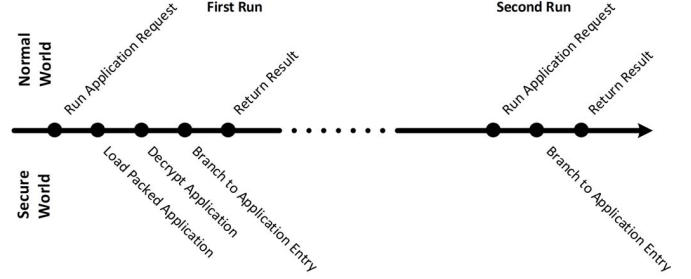 First Run
Second Run
Normal
World
Run Application Request
Return Result
Run Application Request
Return Result
Secure
World
Load Packed Application
Decrypt Application
Branch to Application Entry
Branch to Application Entry